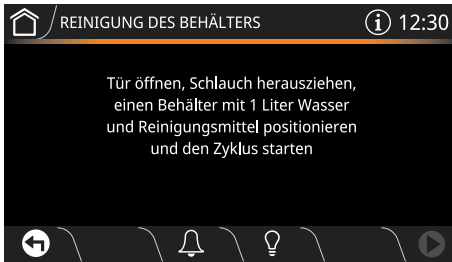 REINIGUNG DES BEHÄLTERS
i 12:30
Tür öffnen, Schlauch herausziehen,
einen Behälter mit 1 Liter Wasser
und Reinigungsmittel positionieren
und den Zyklus starten